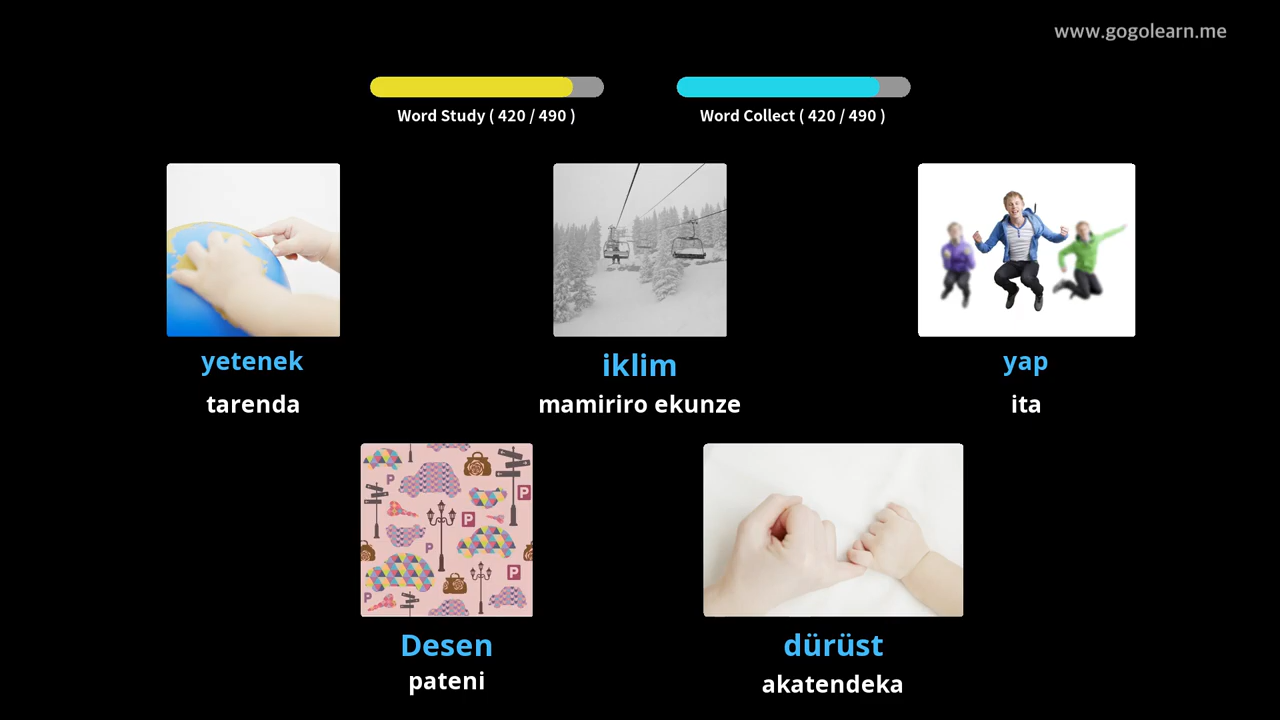 www.gogolearn.me
Word Study ( 420 / 490 )
Word Collect ( 420 / 490 )
yetenek
tarenda
iklim
mamiriro ekunze
yap
ita
P
P
P
P
P
P
Desen
pateni
dürüst
akatendeka